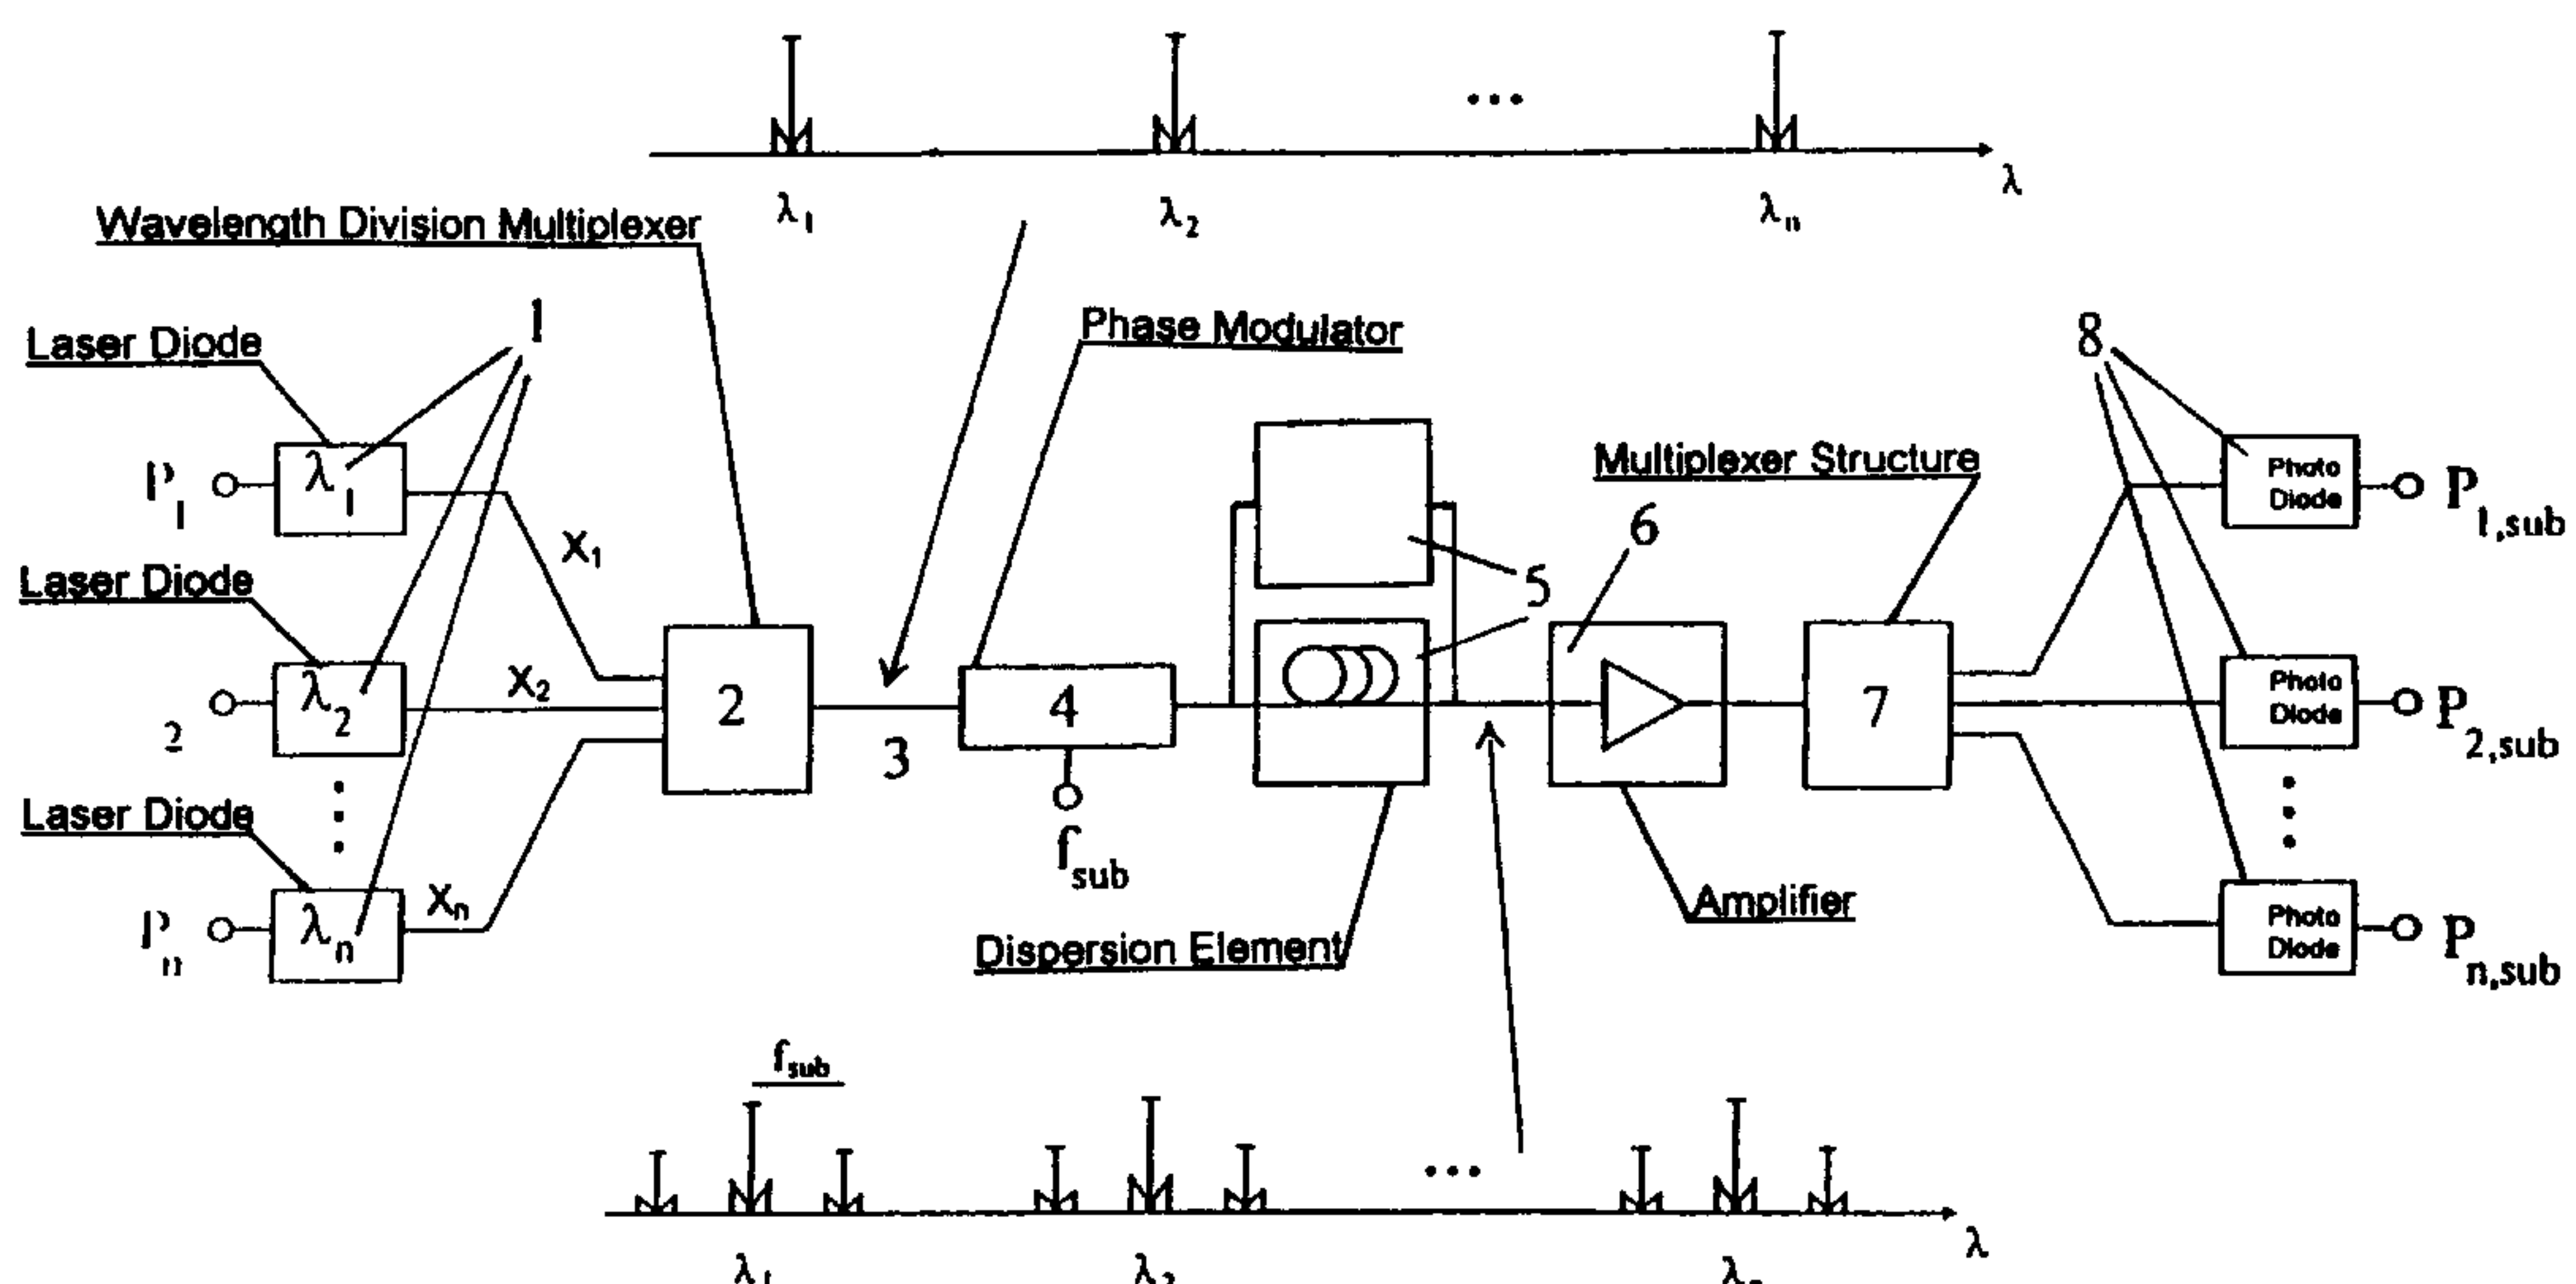 ...
λ
λ1
λ2
λn
Wavelength Division Multiplexer
1
Laser Diode
Phase Modulator
8
P1
λ1
X1
Multiplexer Structure
6
Photo
Diode
P1,sub
5
Laser Diode
2
λ2
X2
2
3
4
7
Photo
Diode
P2,sub
fsub
Laser Diode
Pn
λn
Xn
Amplifier
Dispersion Element
Photo
Diode
Pn,sub
fsub
...
λ
λ1
λ2